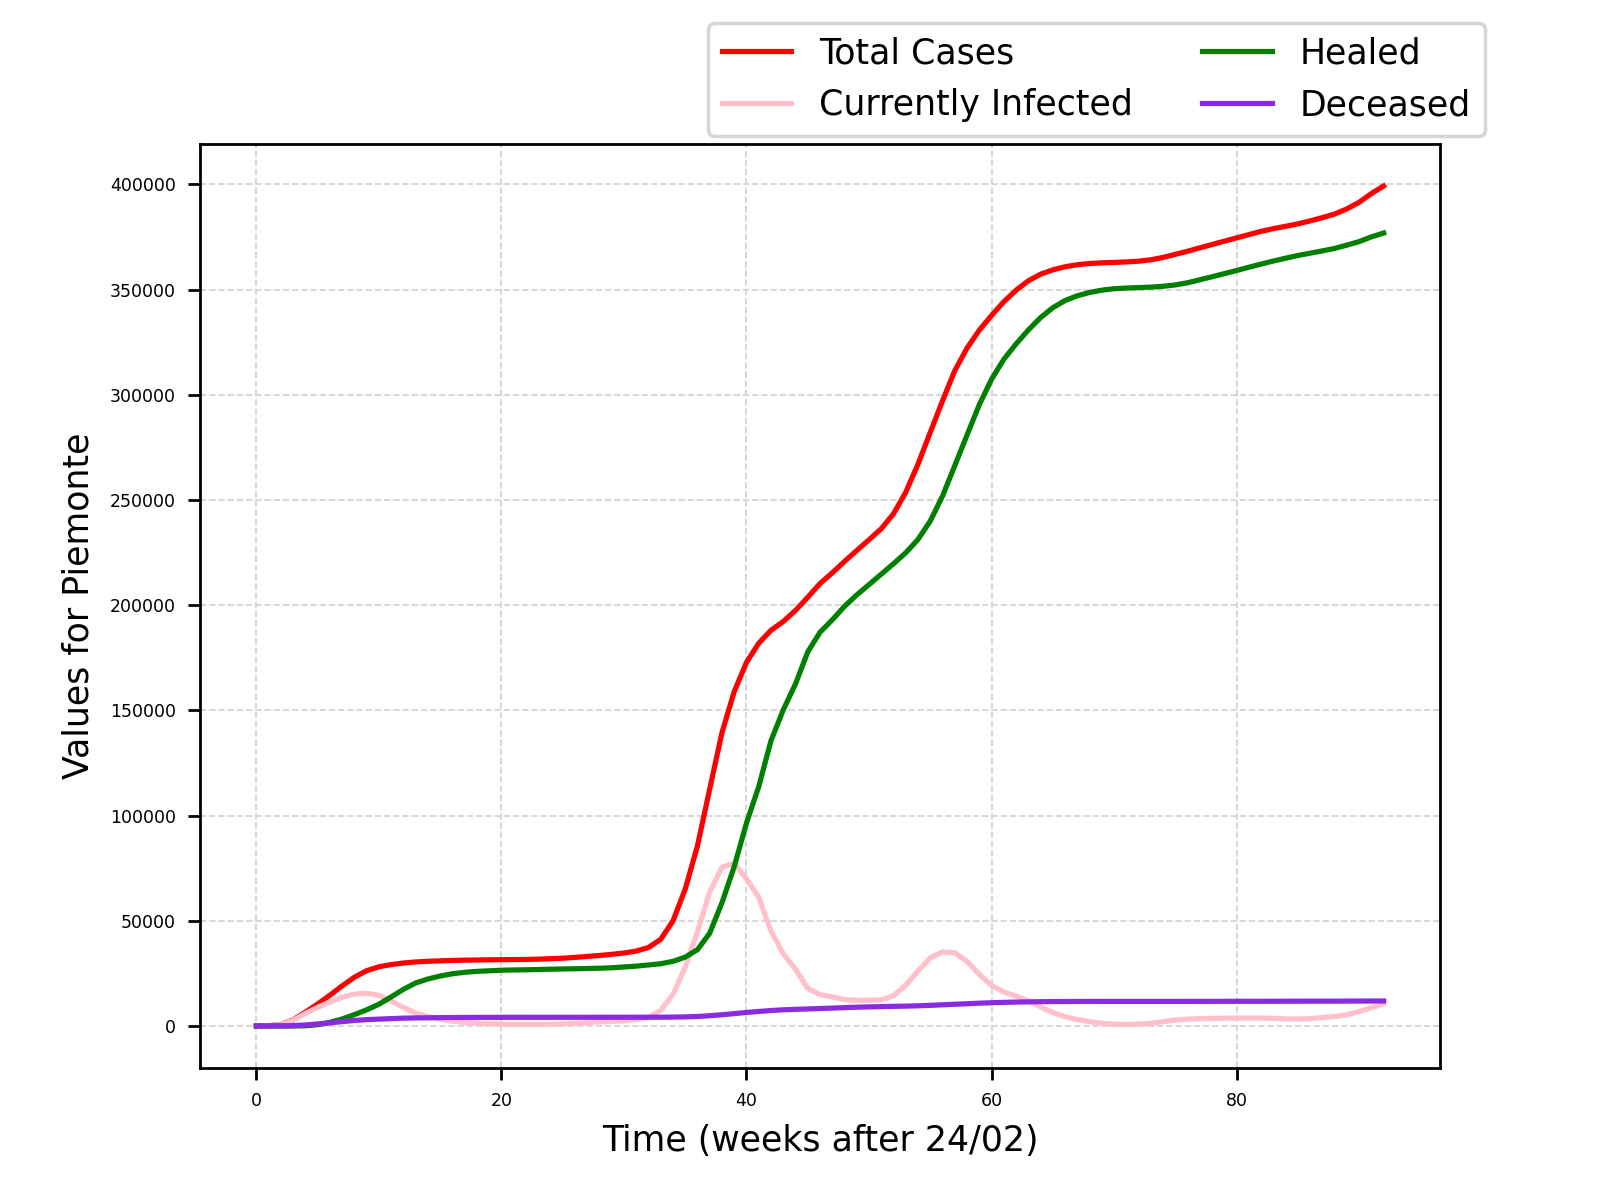 Total Cases
Currently Infected
Healed
Deceased
Values for Piemonte
400000
350000
300000
250000
200000
150000
100000
50000
0
0 20 40 60 80
Time (weeks after 24/02)